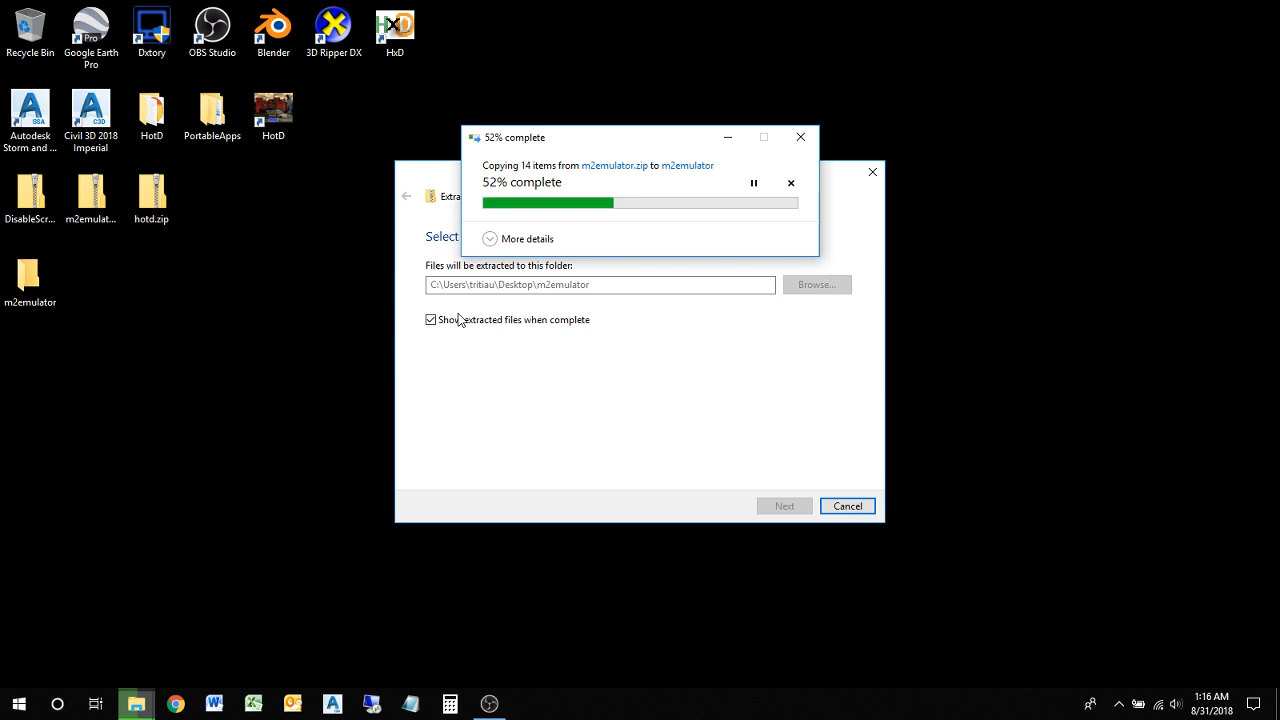 Recycle Bin
Google Earth
Pro
Dxtory
OBS Studio
Blender
3D Ripper DX
HxD
Autodesk
Storm and ...
Civil 3D 2018
Imperial
HotD
PortableApps
HotD
DisableScr...
m2emulat...
hotd.zip
m2emulator
52% complete
Copying 14 items from m2emulator.zip to m2emulator
52% complete
More details
Extra
Select
Files will be extracted to this folder:
C:\Users\tritiau\Desktop\m2emulator
Browse...
Show extracted files when complete
Next
Cancel
1:16 AM
8/31/2018